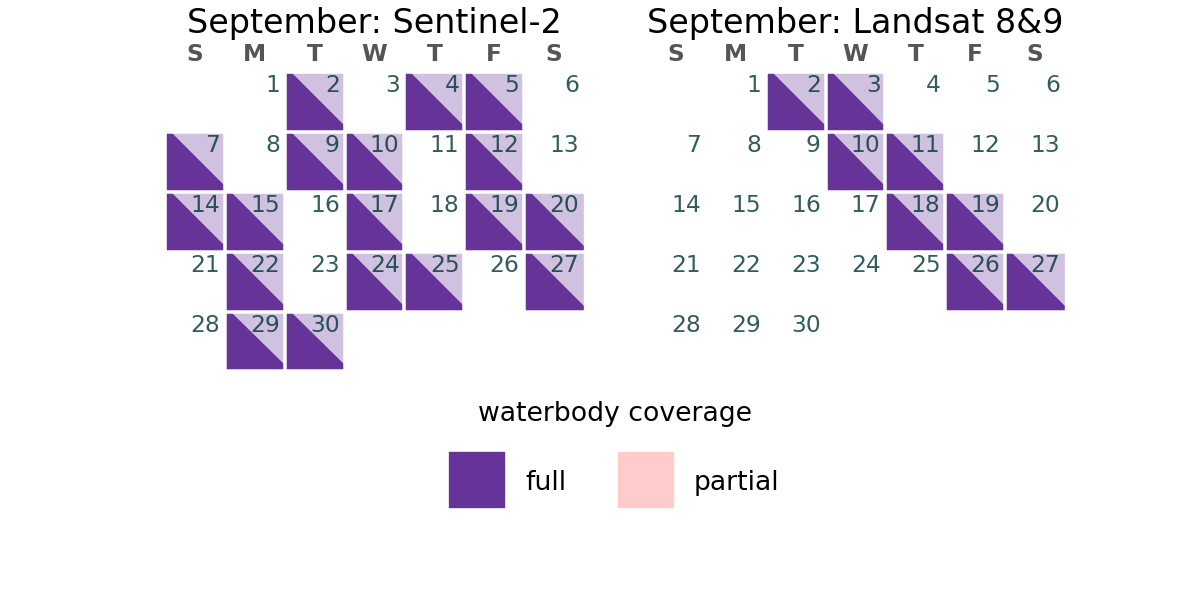 September: Sentinel-2
S M T W T F S
1 2 3 4 5 6
7 8 9 10 11 12 13
14 15 16 17 18 19 20
21 22 23 24 25 26 27
28 29 30
September: Landsat 8&9
S M T W T F S
1 2 3 4 5 6
7 8 9 10 11 12 13
14 15 16 17 18 19 20
21 22 23 24 25 26 27
28 29 30
waterbody coverage
full partial